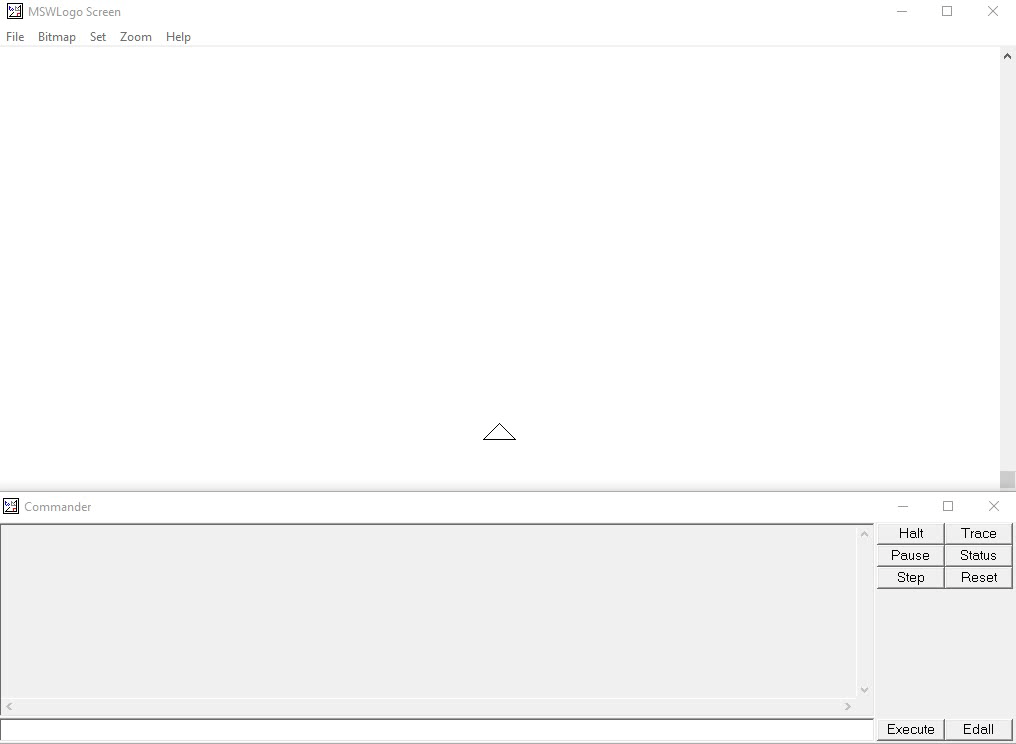 MSWLogo Screen
File Bitmap Set Zoom Help
Commander
Halt Trace
Pause Status
Step Reset
Execute Edall